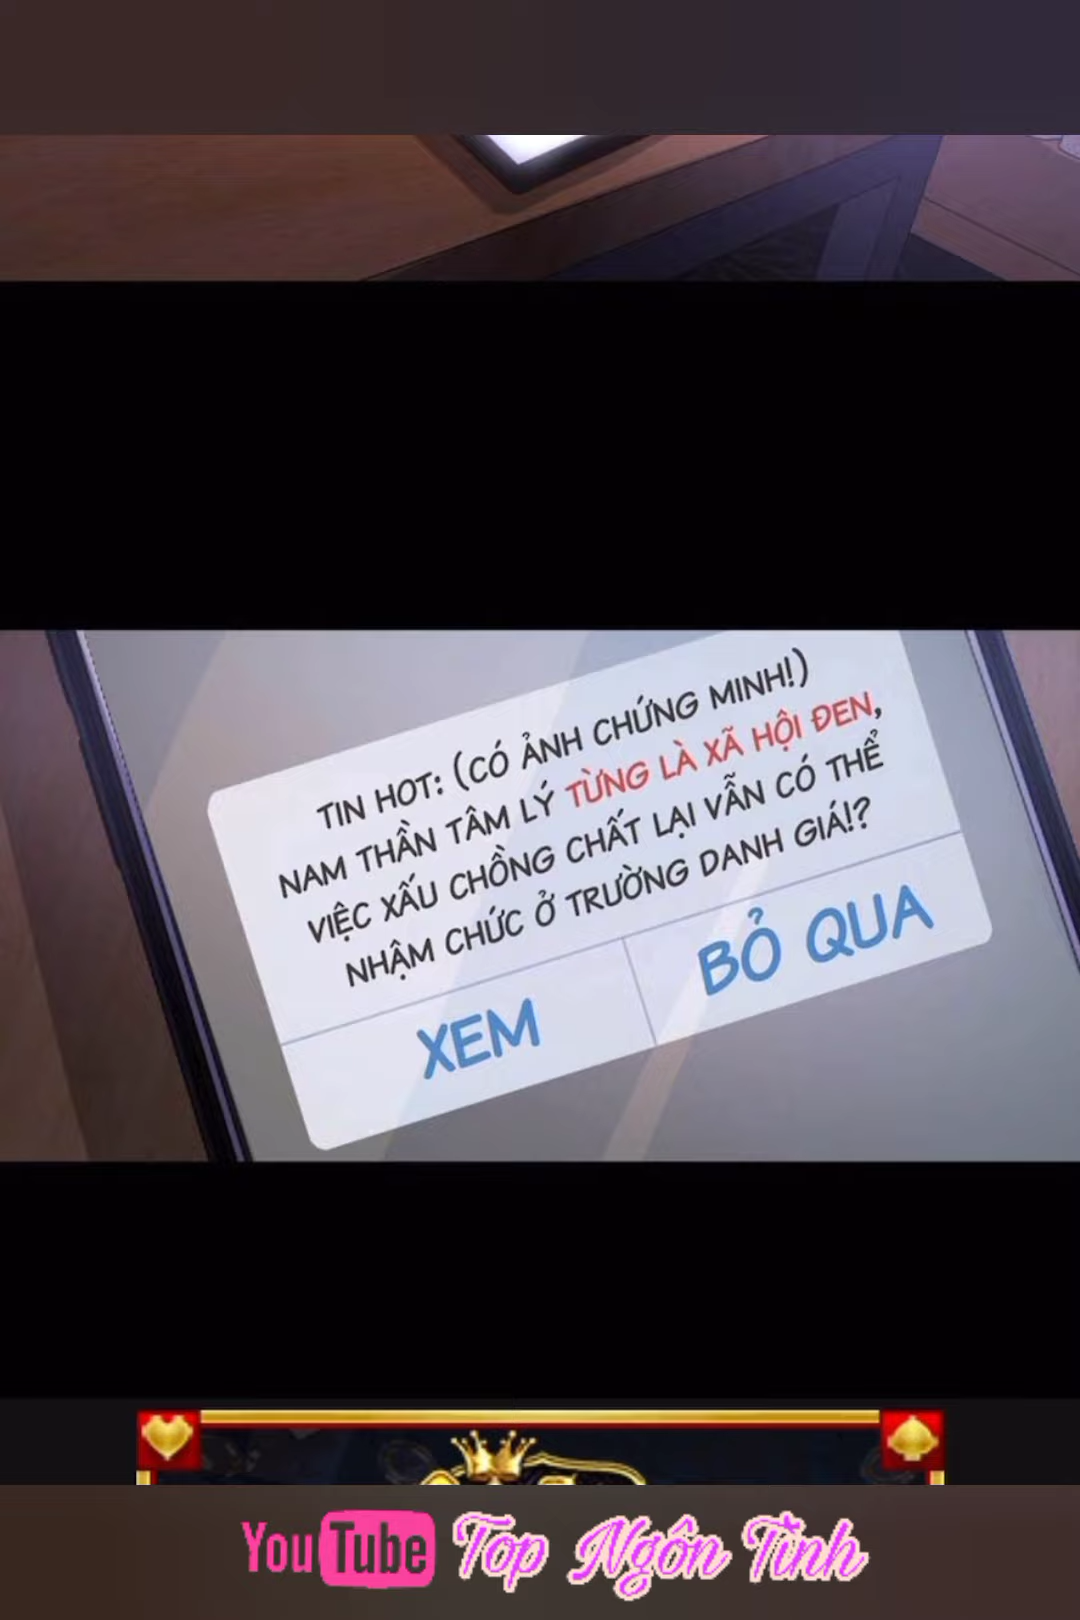 TIN HOT: (CÓ ẢNH CHỨNG MINH!)
NAM THẦN TÂM LÝ TỪNG LÀ XÃ HỘI ĐEN,
VIỆC XẤU CHỒNG CHẤT LẠI VẪN CÓ THỂ
NHẬM CHỨC Ở TRƯỜNG DANH GIÁ!?
XEM
BỎ QUA
YouTube Top Ngôn Tình